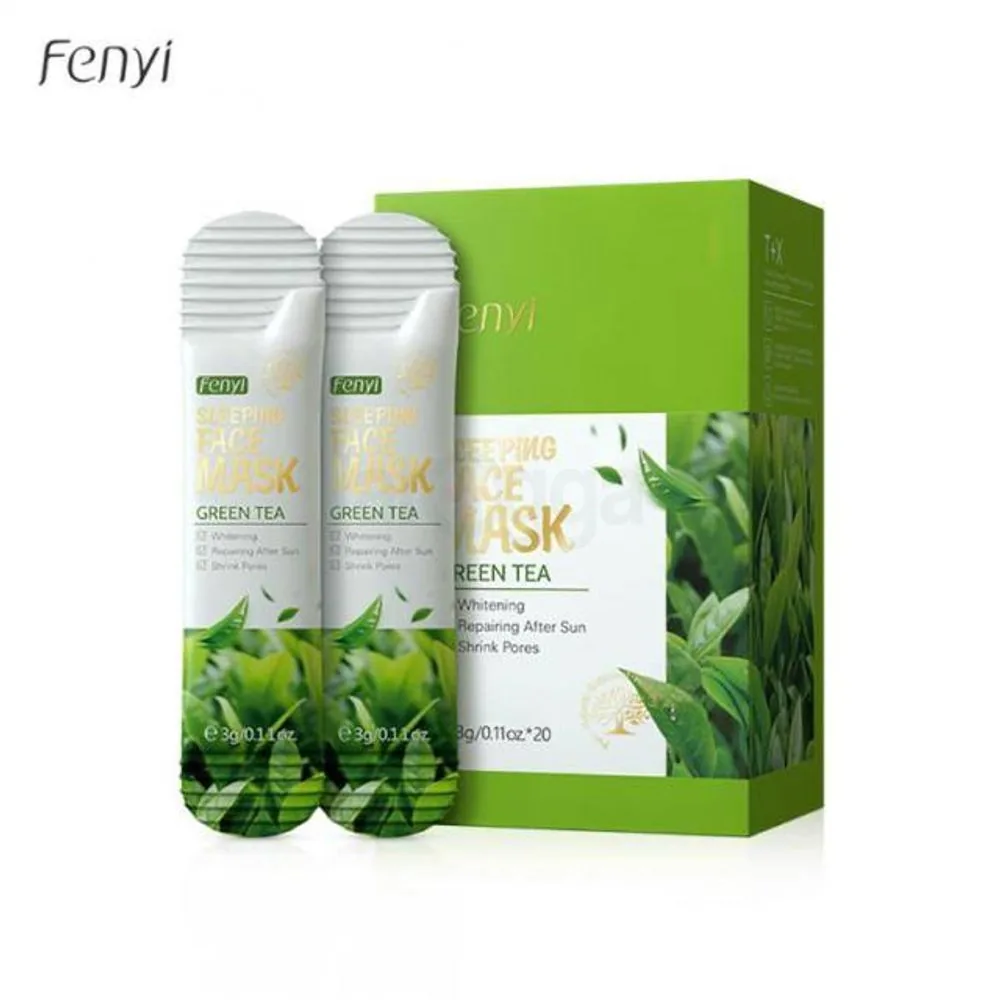 Fenyi
Fenyi
SLEEPING
FACE
MASK
GREEN TEA
Whitening
Repairing After Sun
Shrink Pores
℮3g/0.11oz.
Fenyi
SLEEPING
FACE
MASK
GREEN TEA
Whitening
Repairing After Sun
Shrink Pores
℮3g/0.11oz.
enyi
EEPING
ACE
MASK
REEN TEA
Whitening
Repairing After Sun
Shrink Pores
3g/0.11oz.*20
T+X